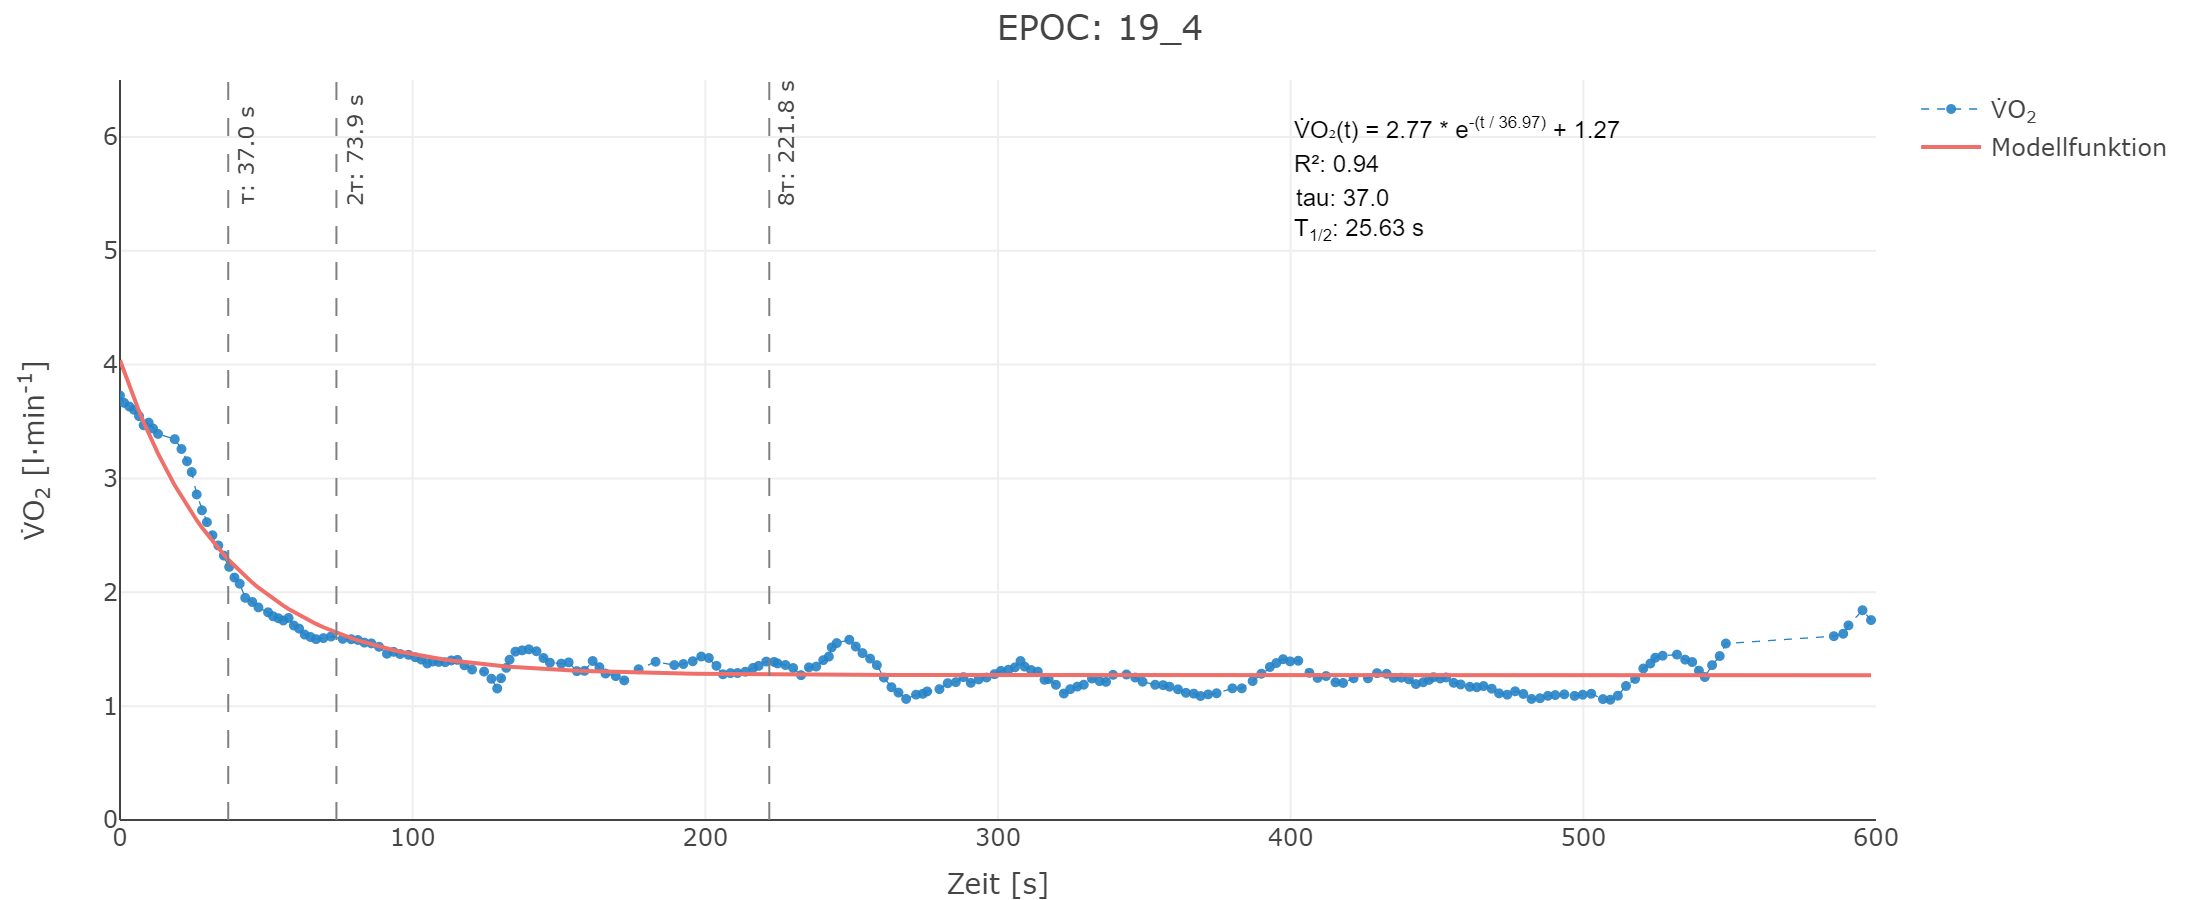 EPOC: 19_4
τ: 37.0 s
2τ: 73.9 s
8τ: 221.8 s
V̇O₂(t) = 2.77 * e^-(t / 36.97) + 1.27
R²: 0.94
tau: 37.0
T1/2: 25.63 s
V̇O₂
Modellfunktion
V̇O₂ [l·min⁻¹]
6
5
4
3
2
1
0
0 100 200 300 400 500 600
Zeit [s]